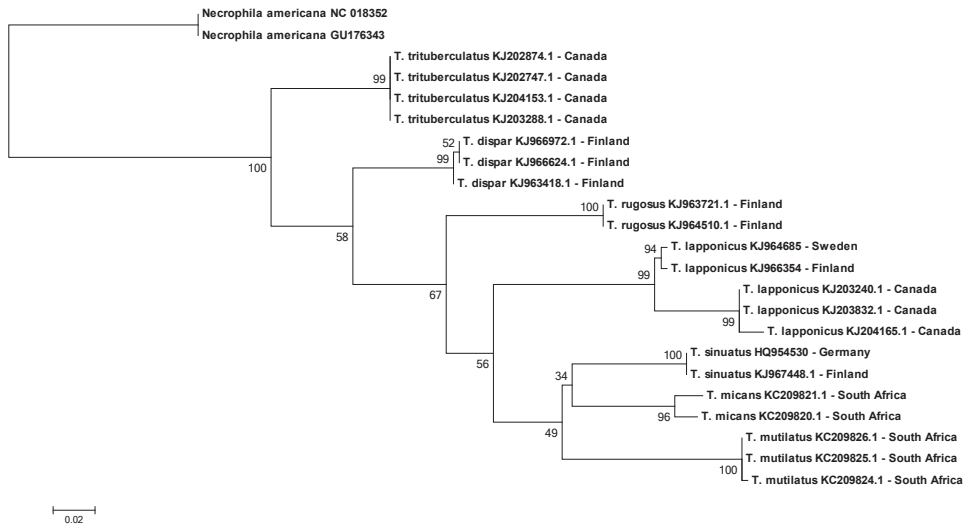 Necrophila americana NC 018352
Necrophila americana GU176343
T. trituberculatus KJ202874.1 - Canada
T. trituberculatus KJ202747.1 - Canada
99
T. trituberculatus KJ204153.1 - Canada
T. trituberculatus KJ203288.1 - Canada
T. dispar KJ966972.1 - Finland
52
T. dispar KJ966624.1 - Finland
99
100
T. dispar KJ963418.1 - Finland
T. rugosus KJ963721.1 - Finland
100
T. rugosus KJ964510.1 - Finland
58
T. lapponicus KJ964685 - Sweden
94
T. lapponicus KJ966354 - Finland
99
T. lapponicus KJ203240.1 - Canada
67
T. lapponicus KJ203832.1 - Canada
99
T. lapponicus KJ204165.1 - Canada
T. sinuatus HQ954530 - Germany
100
56
T. sinuatus KJ967448.1 - Finland
34
T. micans KC209821.1 - South Africa
96
T. micans KC209820.1 - South Africa
49
T. mutilatus KC209826.1 - South Africa
T. mutilatus KC209825.1 - South Africa
100
T. mutilatus KC209824.1 - South Africa
0.02